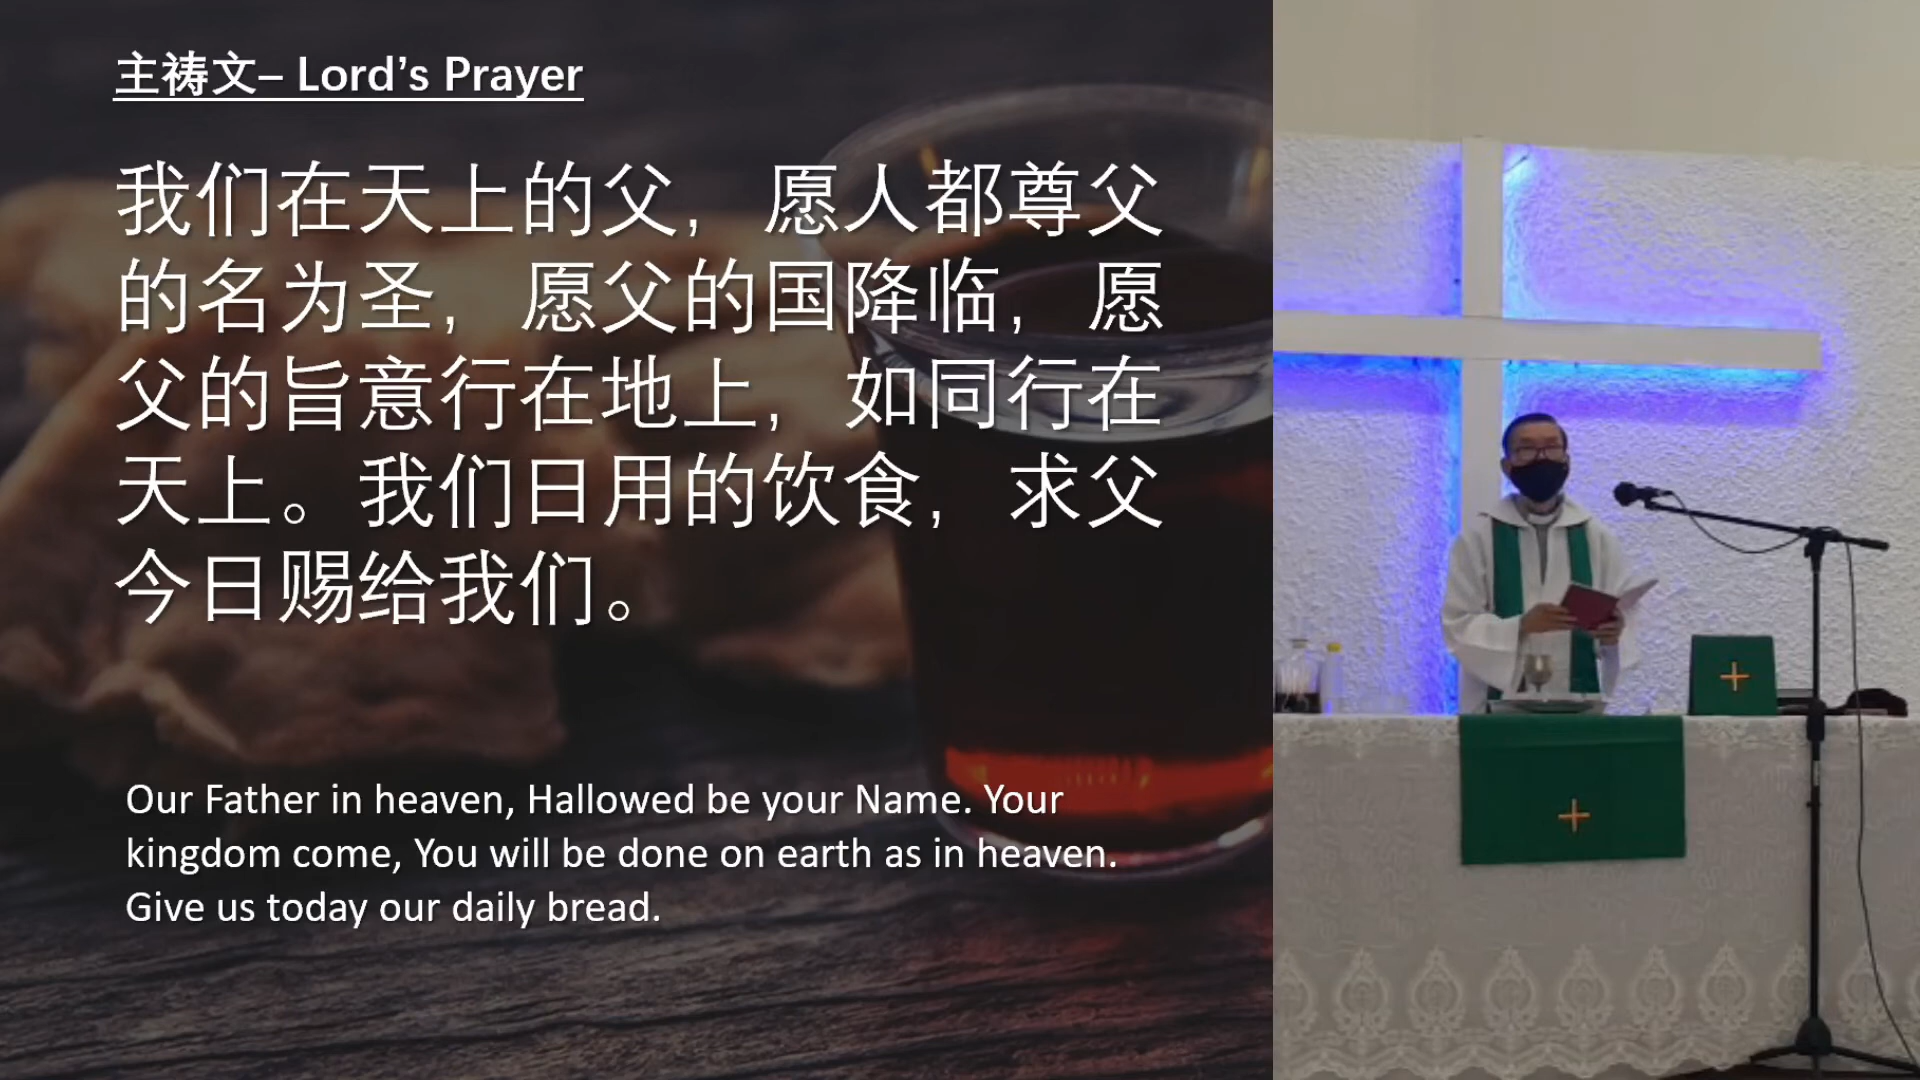 主祷文– Lord’s Prayer
我们在天上的父，愿人都尊父
的名为圣，愿父的国降临，愿
父的旨意行在地上，如同行在
天上。我们日用的饮食，求父
今日赐给我们。
Our Father in heaven, Hallowed be your Name. Your
kingdom come, You will be done on earth as in heaven.
Give us today our daily bread.